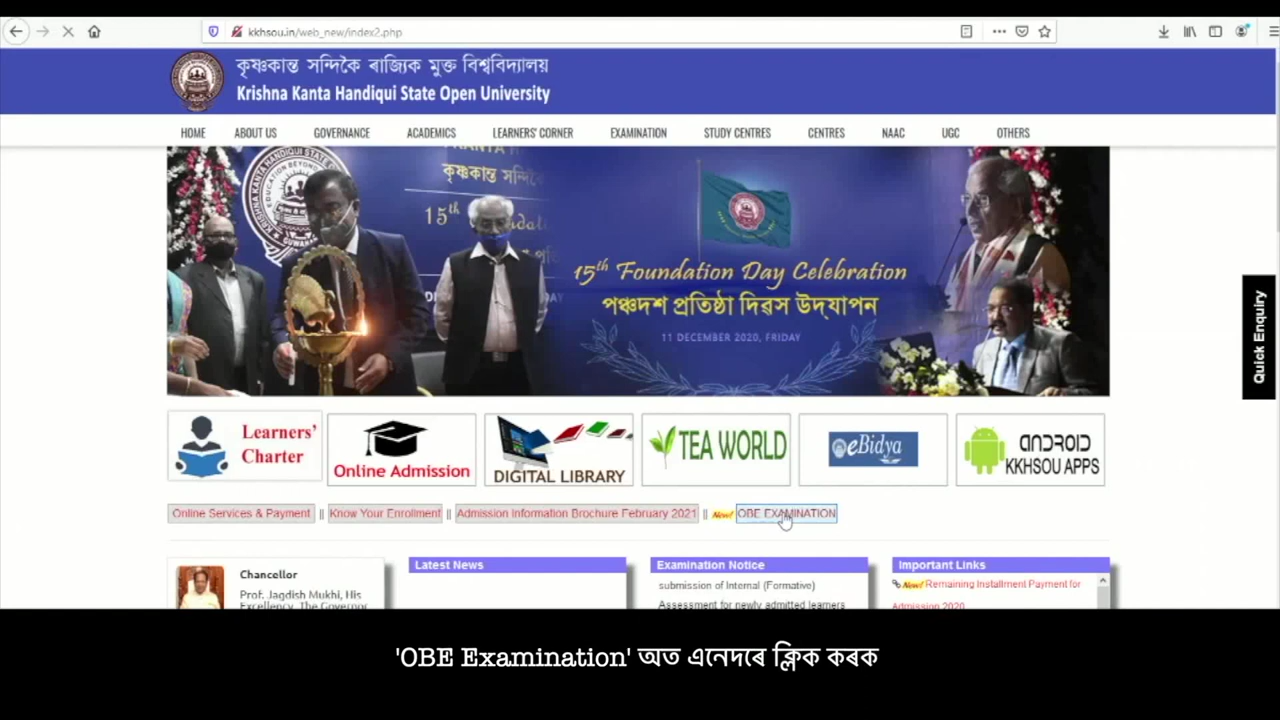 kkhsou.in/web_new/index2.php
কৃষ্ণকান্ত সন্দিকৈ ৰাজ্যিক মুক্ত বিশ্ববিদ্যালয়
Krishna Kanta Handiqui State Open University
HOME ABOUT US GOVERNANCE ACADEMICS LEARNERS' CORNER EXAMINATION STUDY CENTRES CENTRES NAAC UGC OTHERS
কৃষ্ণকান্ত সন্দি
15th
15th Foundation Day Celebration
পঞ্চদশ প্ৰতিষ্ঠা দিৱস উদ্‌যাপন
11 DECEMBER 2020, FRIDAY
Quick Enquiry
Learners' Charter
Online Admission
DIGITAL LIBRARY
TEA WORLD
eBidya
ANDROID KKHSOU APPS
Online Services & Payment || Know Your Enrollment || Admission Information Brochure February 2021 || New! OBE EXAMINATION
Chancellor
Prof. Jagdish Mukhi, His
Excellency, The Governor
Latest News
Examination Notice
submission of Internal (Formative)
Assessment for newly admitted learners
Important Links
New! Remaining Installment Payment for
Admission 2020
'OBE Examination' অত এনেদৰে ক্লিক কৰক